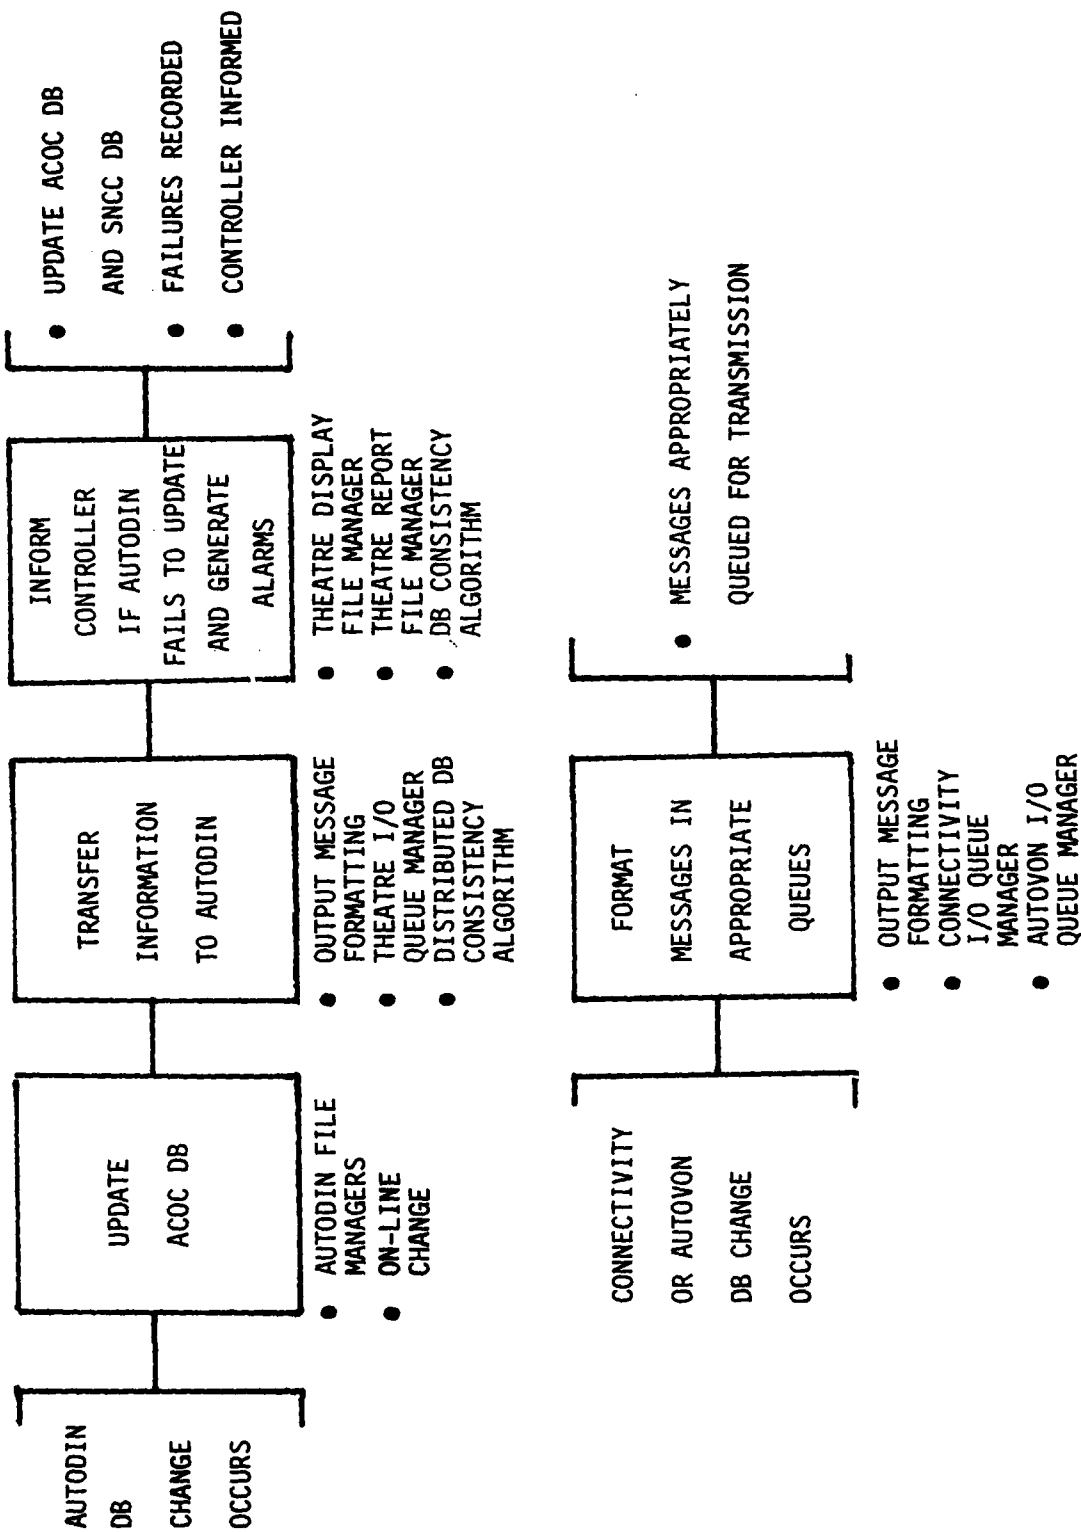 AUTODIN
DB
CHANGE
OCCURS
UPDATE
ACOC DB
● AUTODIN FILE
MANAGERS
● ON-LINE
CHANGE
TRANSFER
INFORMATION
TO AUTODIN
● OUTPUT MESSAGE
FORMATTING
● THEATRE I/O
QUEUE MANAGER
● DISTRIBUTED DB
CONSISTENCY
ALGORITHM
INFORM
CONTROLLER
IF AUTODIN
FAILS TO UPDATE
AND GENERATE
ALARMS
● THEATRE DISPLAY
FILE MANAGER
● THEATRE REPORT
FILE MANAGER
● DB CONSISTENCY
ALGORITHM
● UPDATE ACOC DB
AND SNCC DB
● FAILURES RECORDED
● CONTROLLER INFORMED
CONNECTIVITY
OR AUTOVON
DB CHANGE
OCCURS
FORMAT
MESSAGES IN
APPROPRIATE
QUEUES
● OUTPUT MESSAGE
FORMATTING
● CONNECTIVITY
I/O QUEUE
MANAGER
● AUTOVON I/O
QUEUE MANAGER
● MESSAGES APPROPRIATELY
QUEUED FOR TRANSMISSION